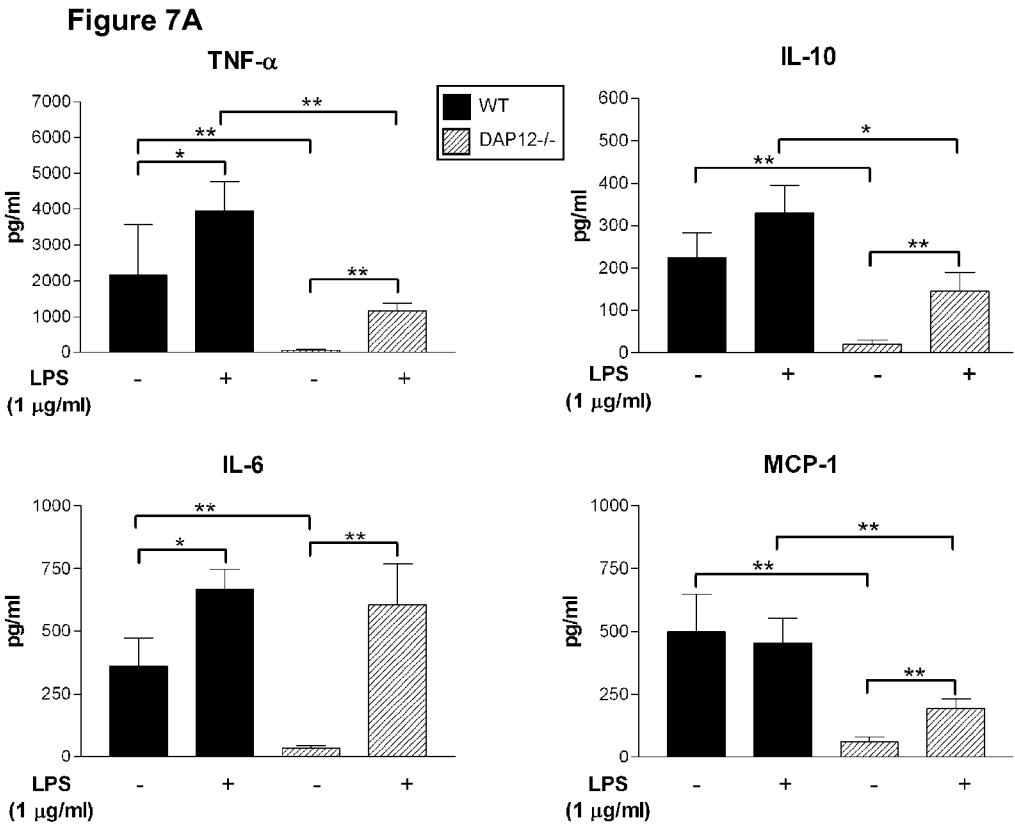 Figure 7A
TNF-α
7000
6000
5000
4000
3000
2000
1000
0
pg/ml
**
**
*
**
LPS - + - +
(1 μg/ml)
WT
DAP12-/-
IL-10
600
500
400
300
200
100
0
pg/ml
*
**
**
LPS - + - +
(1 μg/ml)
IL-6
1000
750
500
250
0
pg/ml
**
*
**
LPS - + - +
(1 μg/ml)
MCP-1
1000
750
500
250
0
pg/ml
**
**
**
LPS - + - +
(1 μg/ml)